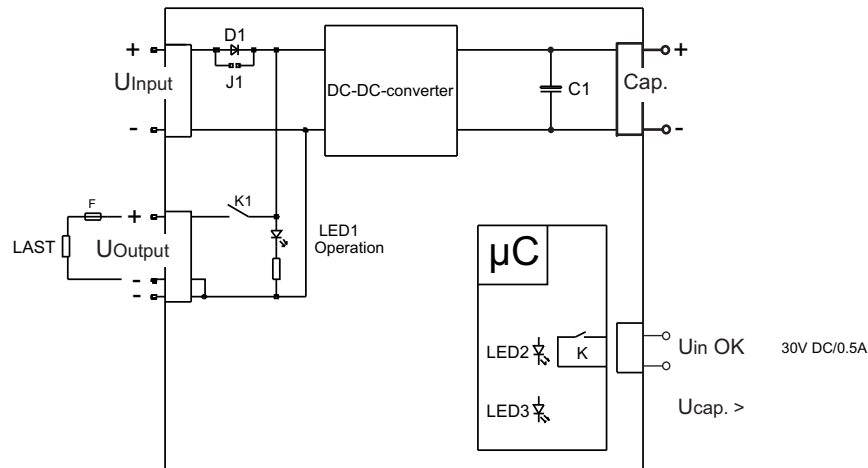 D1
+
UInput
J1
-
DC-DC-converter
C1
Cap.
+
-
F
+
K1
LAST
UOutput
-
-
LED1
Operation
µC
LED2
K
Uin OK
30V DC/0.5A
LED3
Ucap. >